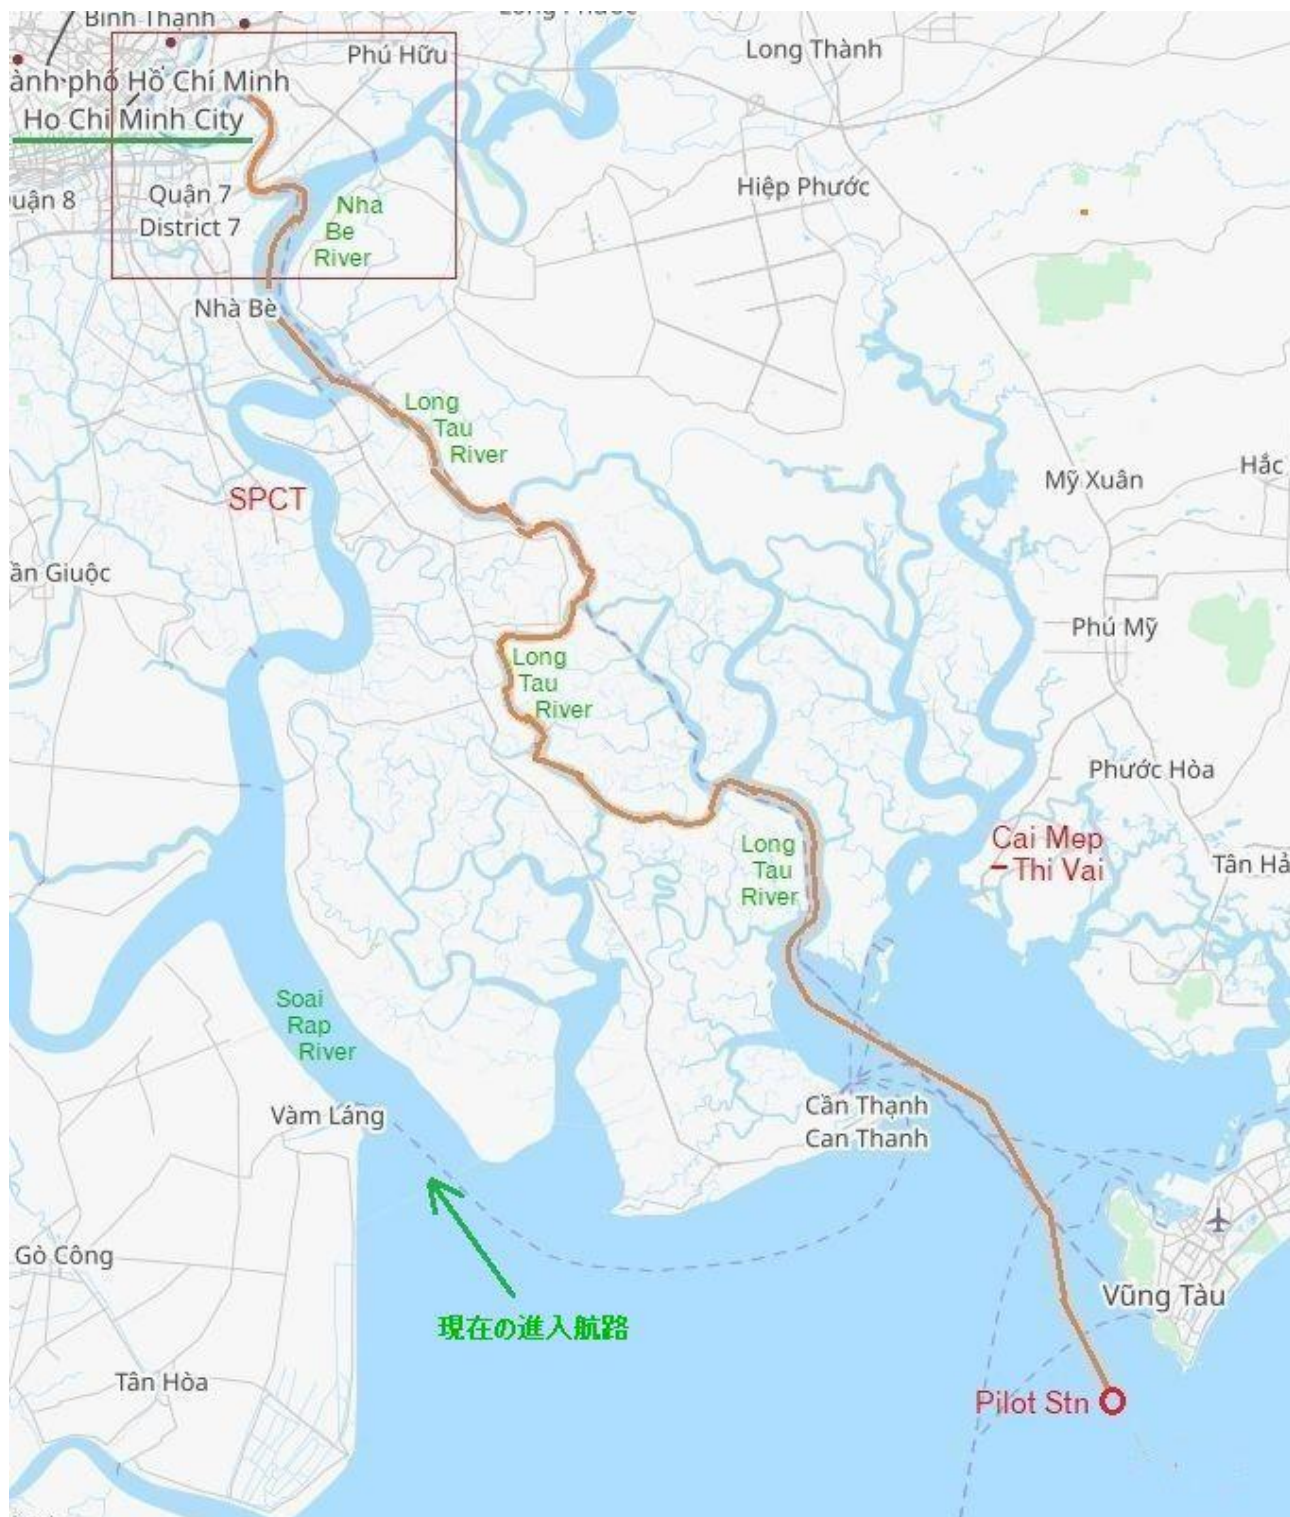 Bình Thạnh
Long Phước
Phú Hữu
Long Thành
ành phố Hồ Chí Minh
Ho Chi Minh City
Quận 7
District 7
uận 8
Hiệp Phước
Nha
Be
River
Nhà Bè
Long
Tau
River
SPCT
Mỹ Xuân
Hắc
ần Giuộc
Phú Mỹ
Long
Tau
River
Phước Hòa
Cai Mep
– Thi Vai
Long
Tau
River
Tân Hả
Soai
Rap
River
Vàm Láng
Cần Thạnh
Can Thanh
Gò Công
Vũng Tàu
現在の進入航路
Tân Hòa
Pilot Stn